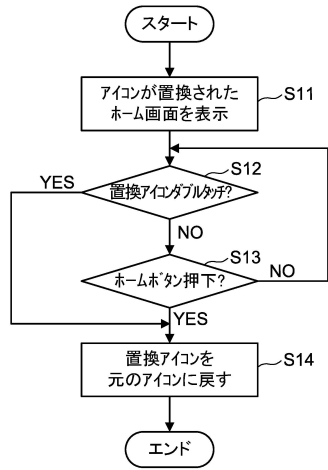 スタート
アイコンが置換された
ホーム画面を表示
S11
S12
YES
置換アイコンダブルタッチ?
NO
S13
ホームボタン押下?
NO
YES
置換アイコンを
元のアイコンに戻す
S14
エンド